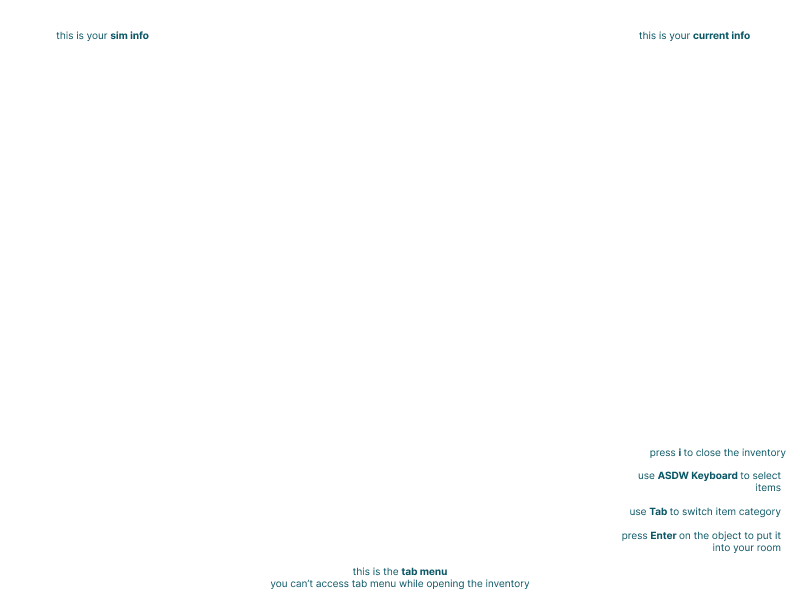 this is your sim info
this is your current info
press i to close the inventory
use ASDW Keyboard to select
items
use Tab to switch item category
press Enter on the object to put it
into your room
this is the tab menu
you can't access tab menu while opening the inventory